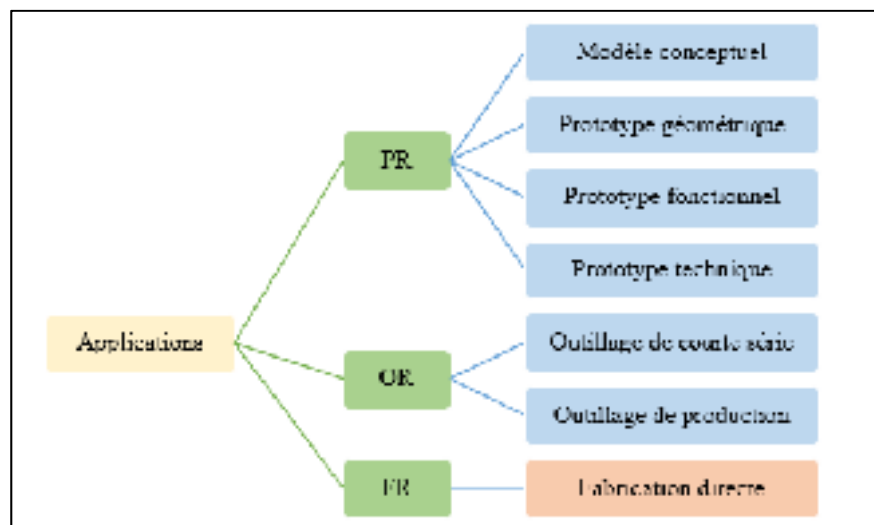 Modèle conceptuel
Prototype géométrique
PR
Prototype fonctionnel
Prototype technique
Applications
Outillage de courte série
OR
Outillage de production
FR
Fabrication directe